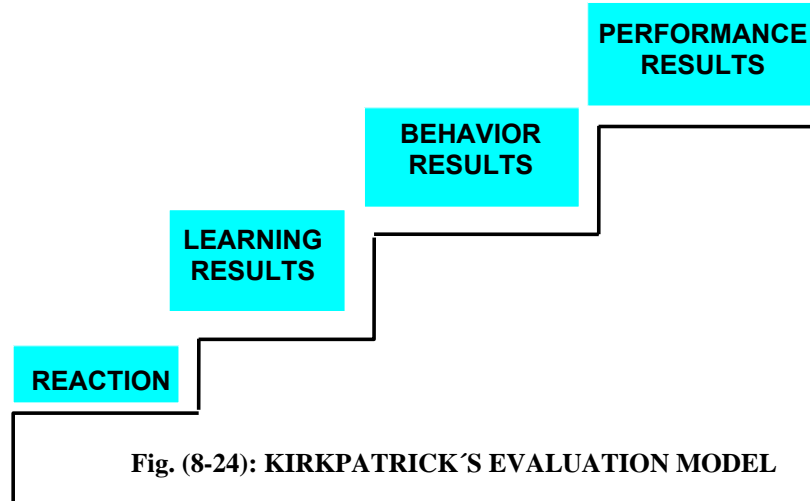 PERFORMANCE
RESULTS
BEHAVIOR
RESULTS
LEARNING
RESULTS
REACTION
Fig. (8-24): KIRKPATRICK´S EVALUATION MODEL